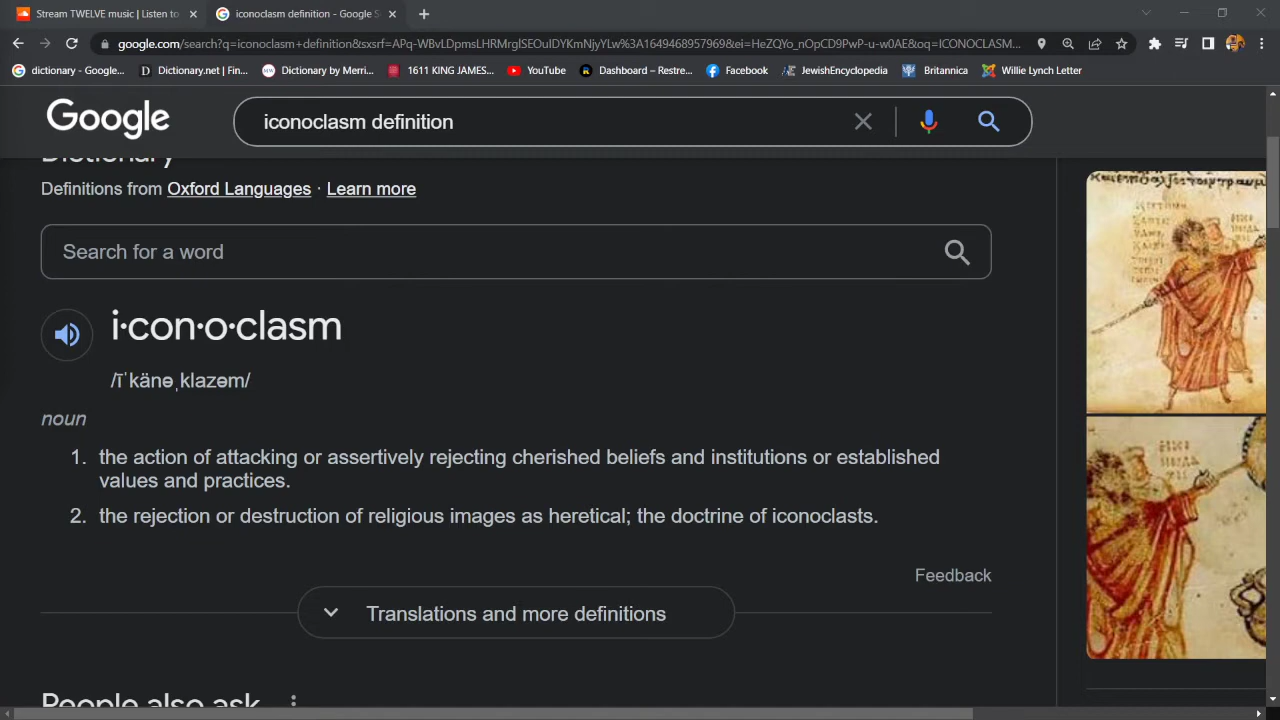 Stream TWELVE music | Listen to
iconoclasm definition - Google S
google.com/search?q=iconoclasm+definition&sxsrf=APq-WBvLDpmsLHRMrglSEOuIDYKmNjyYLw%3A1649468957969&ei=HeZQYo_nOpCD9PwP-u-w0AE&oq=ICONOCLASM...
dictionary - Google...
Dictionary.net | Fin...
Dictionary by Merri...
1611 KING JAMES...
YouTube
Dashboard – Restre...
Facebook
JewishEncyclopedia
Britannica
Willie Lynch Letter
Google
iconoclasm definition
Dictionary
Definitions from Oxford Languages · Learn more
Search for a word
i·con·o·clasm
/īˈkänəˌklazəm/
noun
1. the action of attacking or assertively rejecting cherished beliefs and institutions or established
values and practices.
2. the rejection or destruction of religious images as heretical; the doctrine of iconoclasts.
Feedback
Translations and more definitions
People also ask